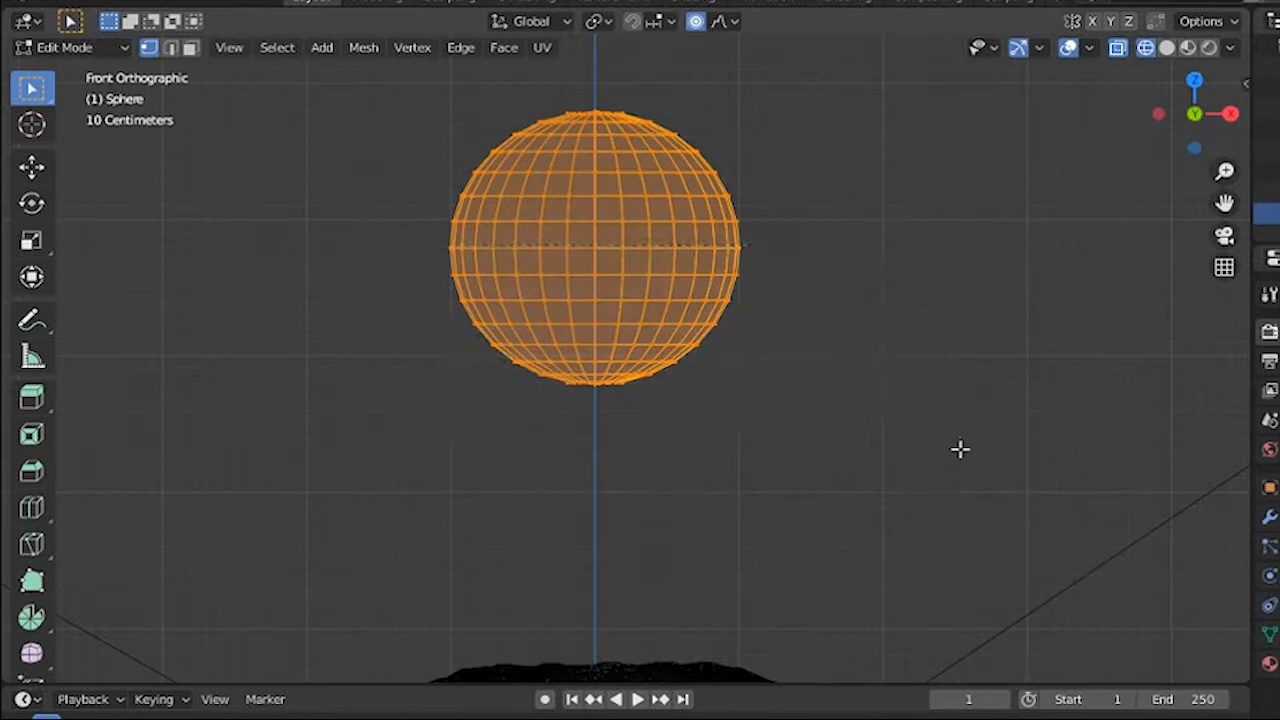 Global
X Y Z
Options
Edit Mode View Select Add Mesh Vertex Edge Face UV
Front Orthographic
(1) Sphere
10 Centimeters
Z
Y
X
Playback Keying View Marker 1 Start 1 End 250